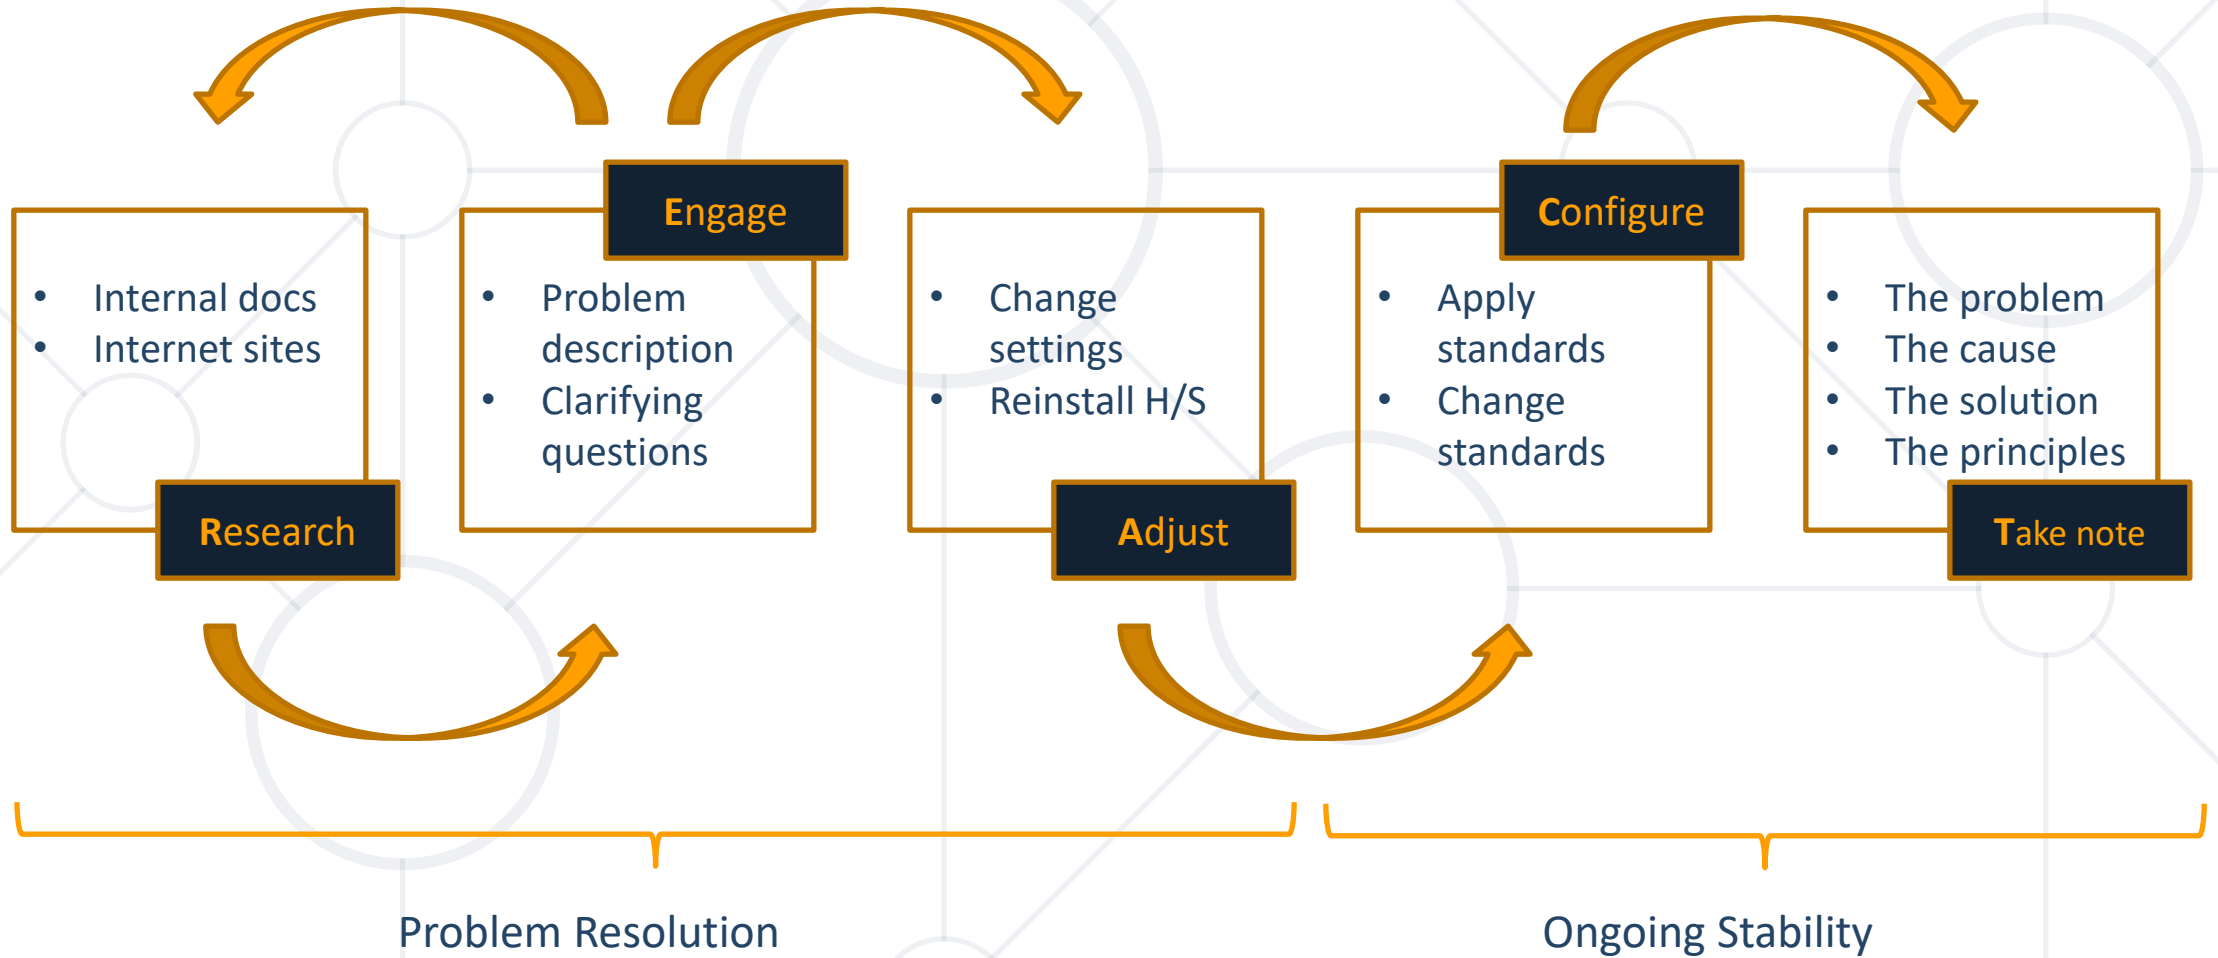 Engage
Configure
• Internal docs
• Internet sites
Research
• Problem
description
• Clarifying
questions
• Change
settings
• Reinstall H/S
Adjust
• Apply
standards
• Change
standards
• The problem
• The cause
• The solution
• The principles
Take note
Problem Resolution
Ongoing Stability